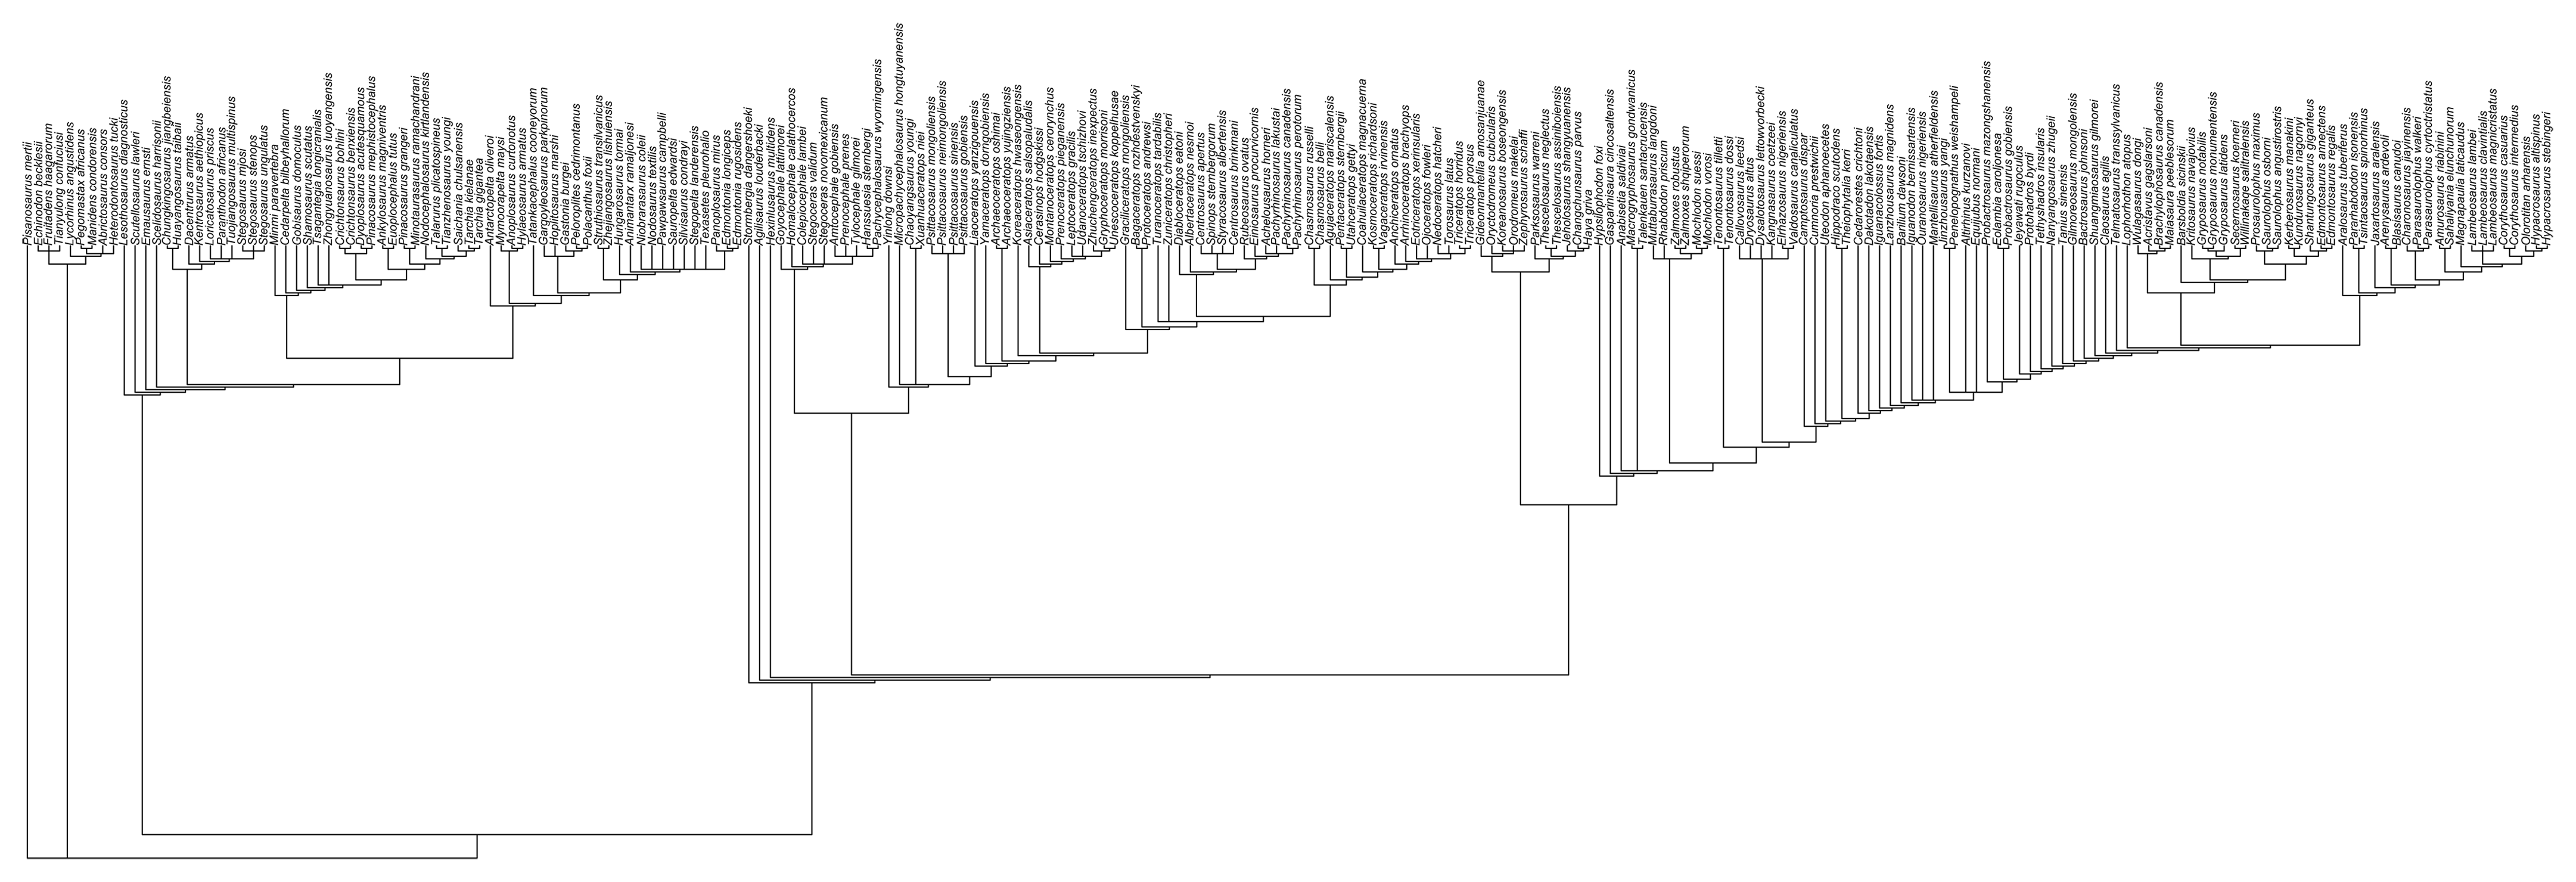 Pisanosaurus mertii
Echinodon becklesii
Fruitadens haagarorum
Tianyulong confuciusi
Lycorhinus angustidens
Pegomastax africanus
Manidens condorensis
Abrictosaurus consors
Heterodontosaurus tucki
Lesothosaurus diagnosticus
Scutellosaurus lawleri
Emausaurus ernsti
Scelidosaurus harrisonii
Chungkingosaurus jiangbeiensis
Huayangosaurus taibaii
Dacentrurus armatus
Kentrosaurus aethiopicus
Loricatosaurus priscus
Paranthodon africanus
Tuojiangosaurus multispinus
Stegosaurus mjosi
Stegosaurus stenops
Stegosaurus ungulatus
Minmi paravertebra
Cedarpelta bilbeyhallorum
Gobisaurus domoculus
Shamosaurus scutatus
Tsagantegia longicranialis
Zhongyuanosaurus luoyangensis
Crichtonsaurus bohlini
Crichtonsaurus benxiensis
Dyoplosaurus acutosquamous
Pinacosaurus mephistocephalus
Ankylosaurus magniventris
Euoplocephalus tutus
Pinacosaurus grangeri
Minotaurasaurus ramachandrani
Nodocephalosaurus kirtlandensis
Talarurus plicatospineus
Tianzhenosaurus youngi
Saichania chulsanensis
Tarchia kielanae
Tarchia gigantea
Antarctopelta oliveroi
Mymoorapelta maysi
Anoplosaurus curtonotus
Hylaeosaurus armatus
Tatankacephalus cooneyorum
Gargoyleosaurus parkpinorum
Hoplitosaurus marshi
Gastonia burgei
Peloroplites cedrimontanus
Polacanthus foxii
Struthiosaurus transilvanicus
Zhejiangosaurus lishuiensis
Hungarosaurus tormai
Animantarx ramaljonesi
Niobrarasaurus coleii
Nodosaurus textilis
Pawpawsaurus campbelli
Sauropelta edwardsi
Silvisaurus condrayi
Stegopelta landerensis
Texasetes pleurohalio
Panoplosaurus mirus
Edmontonia longiceps
Edmontonia rugosidens
Stormbergia dangershoeki
Agilisaurus louderbacki
Hexinlusaurus multidens
Goyocephale lattimorei
Homalocephale calathocercos
Colepiocephale lambei
Stegoceras validum
Stegoceras novomexicanum
Amtocephale gobiensis
Prenocephale prenes
Tylocephale gilmorei
Hanssuesia sternbergi
Pachycephalosaurus wyomingensis
Yinlong downsi
Micropachycephalosaurus hongtuyanensis
Chaoyangsaurus youngi
Xuanhuaceratops niei
Psittacosaurus mongoliensis
Psittacosaurus neimongoliensis
Psittacosaurus sinensis
Psittacosaurus gobiensis
Liaoceratops yanzigouensis
Yamaceratops dorngobiensis
Archaeoceratops oshimai
Archaeoceratops yujingziensis
Koreaceratops hwaseongensis
Asiaceratops salsopaludalis
Cerasinops hodgskissi
Montanoceratops cerorhynchus
Prenoceratops pieganensis
Leptoceratops gracilis
Udanoceratops tschizhovi
Zhuchengceratops inexpectus
Gryphoceratops morrisoni
Unescoceratops koppelhusae
Graciliceratops mongoliensis
Bagaceratops rozhdestvenskyi
Protoceratops andrewsi
Turanoceratops tardabilis
Zuniceratops christopheri
Diabloceratops eatoni
Albertaceratops nesmoi
Centrosaurus apertus
Spinops sternbergorum
Styracosaurus albertensis
Centrosaurus brinkmani
Rubeosaurus ovatus
Einiosaurus procurvicornis
Achelousaurus horneri
Pachyrhinosaurus lakustai
Pachyrhinosaurus canadensis
Pachyrhinosaurus perotorum
Chasmosaurus russelli
Chasmosaurus belli
Agujaceratops mariscalensis
Pentaceratops sternbergii
Utahceratops gettyi
Coahuilaceratops magnacuerna
Kosmoceratops richardsoni
Vagaceratops irvinensis
Anchiceratops ornatus
Arrhinoceratops brachyops
Eotriceratops xerinsularis
Ojoceratops fowleri
Nedoceratops hatcheri
Torosaurus latus
Triceratops horridus
Triceratops prorsus
Gideonmantellia amosanjuanae
Oryctodromeus cubicularis
Koreanosaurus boseongensis
Orodromeus makelai
Zephyrosaurus schaffi
Parksosaurus warreni
Thescelosaurus neglectus
Thescelosaurus assiniboiensis
Jeholosaurus shangyuanensis
Changchunsaurus parvus
Haya griva
Hypsilophodon foxi
Gasparinisaura cincosaltensis
Anabisetia saldiviai
Macrogryphosaurus gondwanicus
Talenkauen santacrucensis
Muttaburrasaurus langdoni
Rhabdodon priscum
Zalmoxes robustus
Zalmoxes shqiperorum
Mochlodon suessi
Mochlodon vorosi
Tenontosaurus tilletti
Tenontosaurus dossi
Callovosaurus leedsi
Dryosaurus altus
Dysalotosaurus lettowvorbecki
Kangnasaurus coetzeei
Elrhazosaurus nigeriensis
Valdosaurus canaliculatus
Camptosaurus dispar
Cumnoria prestwichii
Uteodon aphanoecetes
Hippodraco scutodens
Theiophytalia kerri
Cedrorestes crichtoni
Dakotadon lakotaensis
Iguanacolossus fortis
Lanzhousaurus magnidens
Barilium dawsoni
Iguanodon bernissartensis
Ouranosaurus nigeriensis
Mantellisaurus atherfieldensis
Jinzhousaurus yangi
Penelopognathus weishampeli
Altirhinus kurzanovi
Equijubus normani
Probactrosaurus mazongshanensis
Eolambia caroljonesa
Probactrosaurus gobiensis
Jeyawati rugoculus
Protohadros byrdi
Tethyshadros insularis
Nanyangosaurus zhugeii
Tanius sinensis
Gilmoreosaurus mongolensis
Bactrosaurus johnsoni
Shuangmiaosaurus gilmorei
Claosaurus agilis
Telmatosaurus transsylvanicus
Lophorhothon atopus
Wulagasaurus dongi
Acristavus gagslarsoni
Brachylophosaurus canadensis
Maiasaura peeblesorum
Barsboldia sicinskii
Kritosaurus navajovius
Gryposaurus notabilis
Gryposaurus monumentensis
Gryposaurus latidens
Secernosaurus koerneri
Willinakaqe salitralensis
Prosaurolophus maximus
Saurolophus osborni
Saurolophus angustirostris
Kerberosaurus manakini
Kundurosaurus nagornyi
Shantungosaurus giganteus
Edmontosaurus annectens
Edmontosaurus regalis
Aralosaurus tuberiferus
Pararhabdodon isonensis
Tsintaosaurus spinorhinus
Jaxartosaurus aralensis
Arenysaurus ardevoli
Blasisaurus canudoi
Charonosaurus jiayinensis
Parasaurolophus walkeri
Parasaurolophus cyrtocristatus
Amurosaurus riabinini
Sahaliyania elunchunorum
Magnapaulia laticaudus
Lambeosaurus lambei
Lambeosaurus clavinitialis
Lambeosaurus magnicristatus
Corythosaurus casuarius
Corythosaurus intermedius
Olorotitan arharensis
Hypacrosaurus altispinus
Hypacrosaurus stebingeri